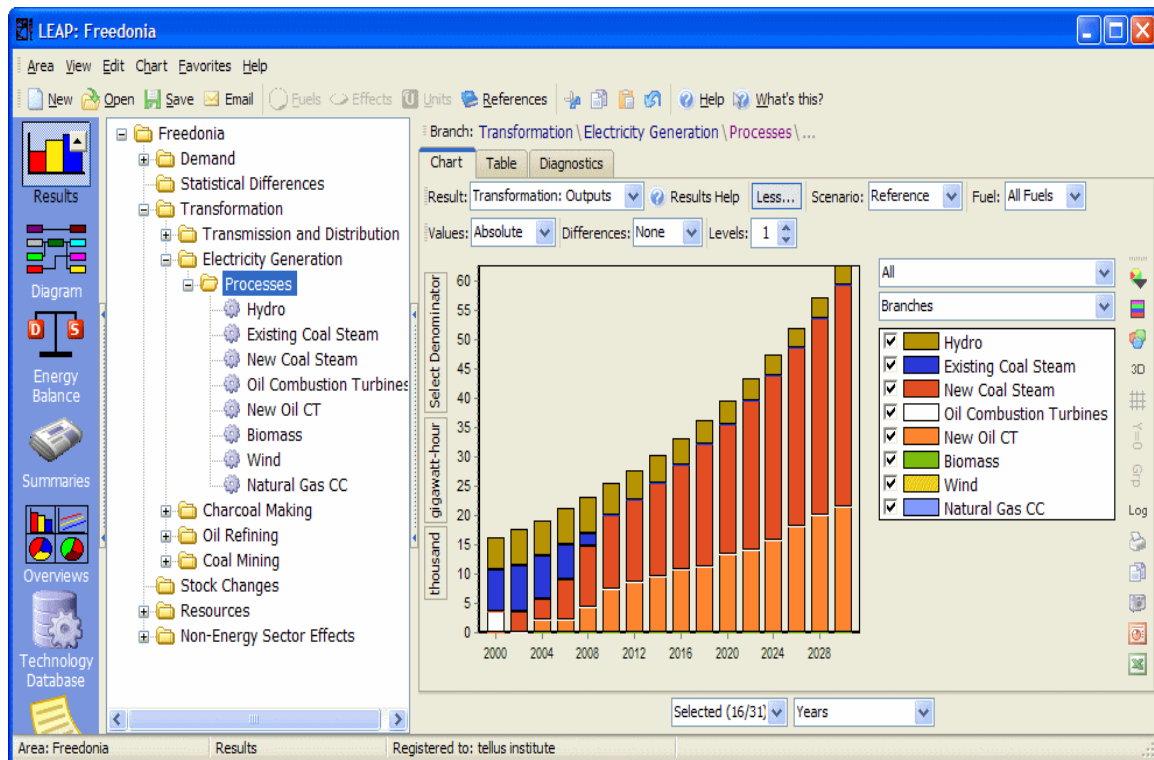 LEAP: Freedonia
Area View Edit Chart Favorites Help
New Open Save Email Fuels Effects Units References Help What's this?
Results
Diagram
D S
Energy
Balance
Summaries
Overviews
Technology
Database
Freedonia
Demand
Statistical Differences
Transformation
Transmission and Distribution
Electricity Generation
Processes
Hydro
Existing Coal Steam
New Coal Steam
Oil Combustion Turbines
New Oil CT
Biomass
Wind
Natural Gas CC
Charcoal Making
Oil Refining
Coal Mining
Stock Changes
Resources
Non-Energy Sector Effects
Branch: Transformation \ Electricity Generation \ Processes \ ...
Chart Table Diagnostics
Result: Transformation: Outputs Results Help Less... Scenario: Reference Fuel: All Fuels
Values: Absolute Differences: None Levels: 1
Select Denominator
gigawatt-hour
thousand
60
55
50
45
40
35
30
25
20
15
10
5
0
2000 2004 2008 2012 2016 2020 2024 2028
All
Branches
Hydro
Existing Coal Steam
New Coal Steam
Oil Combustion Turbines
New Oil CT
Biomass
Wind
Natural Gas CC
3D
Y=0
Grp
Log
Selected (16/31) Years
Area: Freedonia Results Registered to: tellus institute